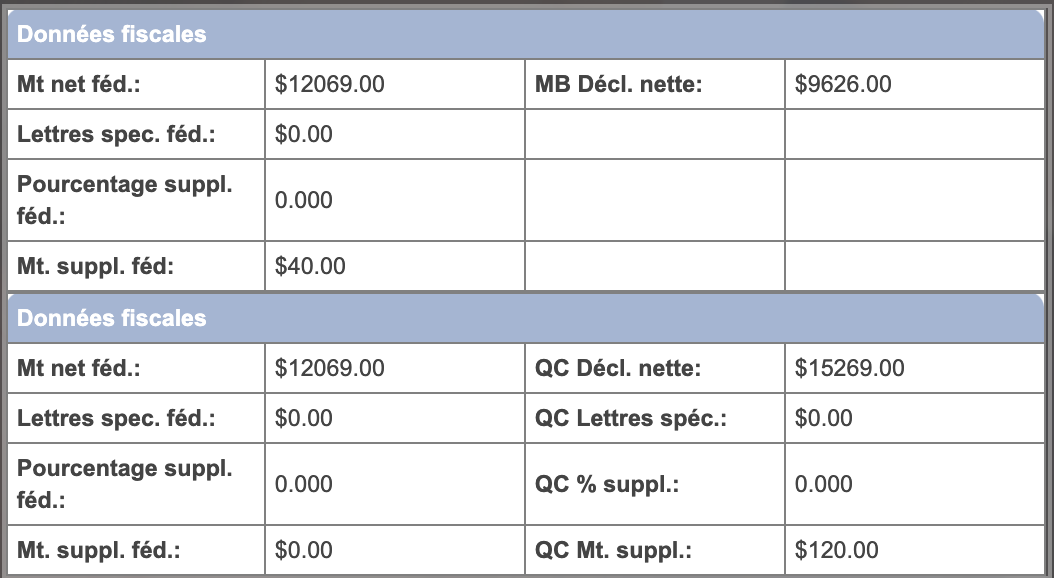 Données fiscales
Mt net féd.: $12069.00 MB Décl. nette: $9626.00
Lettres spec. féd.: $0.00
Pourcentage suppl.
féd.: 0.000
Mt. suppl. féd: $40.00
Données fiscales
Mt net féd.: $12069.00 QC Décl. nette: $15269.00
Lettres spec. féd.: $0.00 QC Lettres spéc.: $0.00
Pourcentage suppl.
féd.: 0.000 QC % suppl.: 0.000
Mt. suppl. féd.: $0.00 QC Mt. suppl.: $120.00